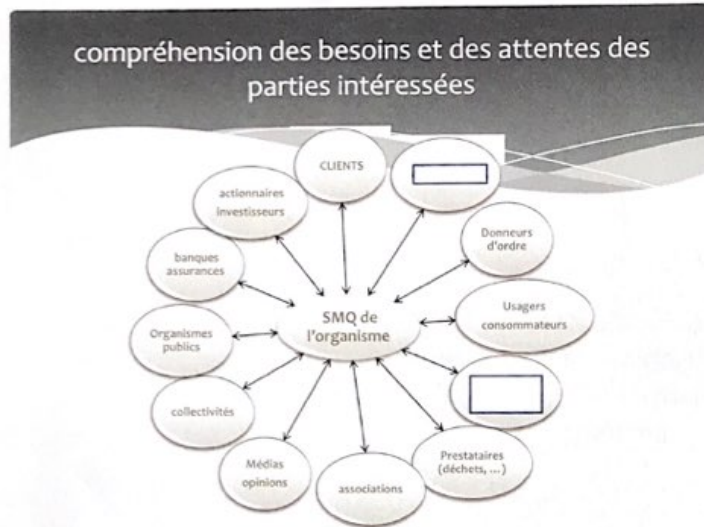 compréhension des besoins et des attentes des
parties intéressées
CLIENTS
actionnaires
investisseurs
Donneurs
d'ordre
banques
assurances
Usagers
consommateurs
SMQ de
l'organisme
Organismes
publics
collectivités
Prestataires
(déchets, ...)
Médias
opinions
associations